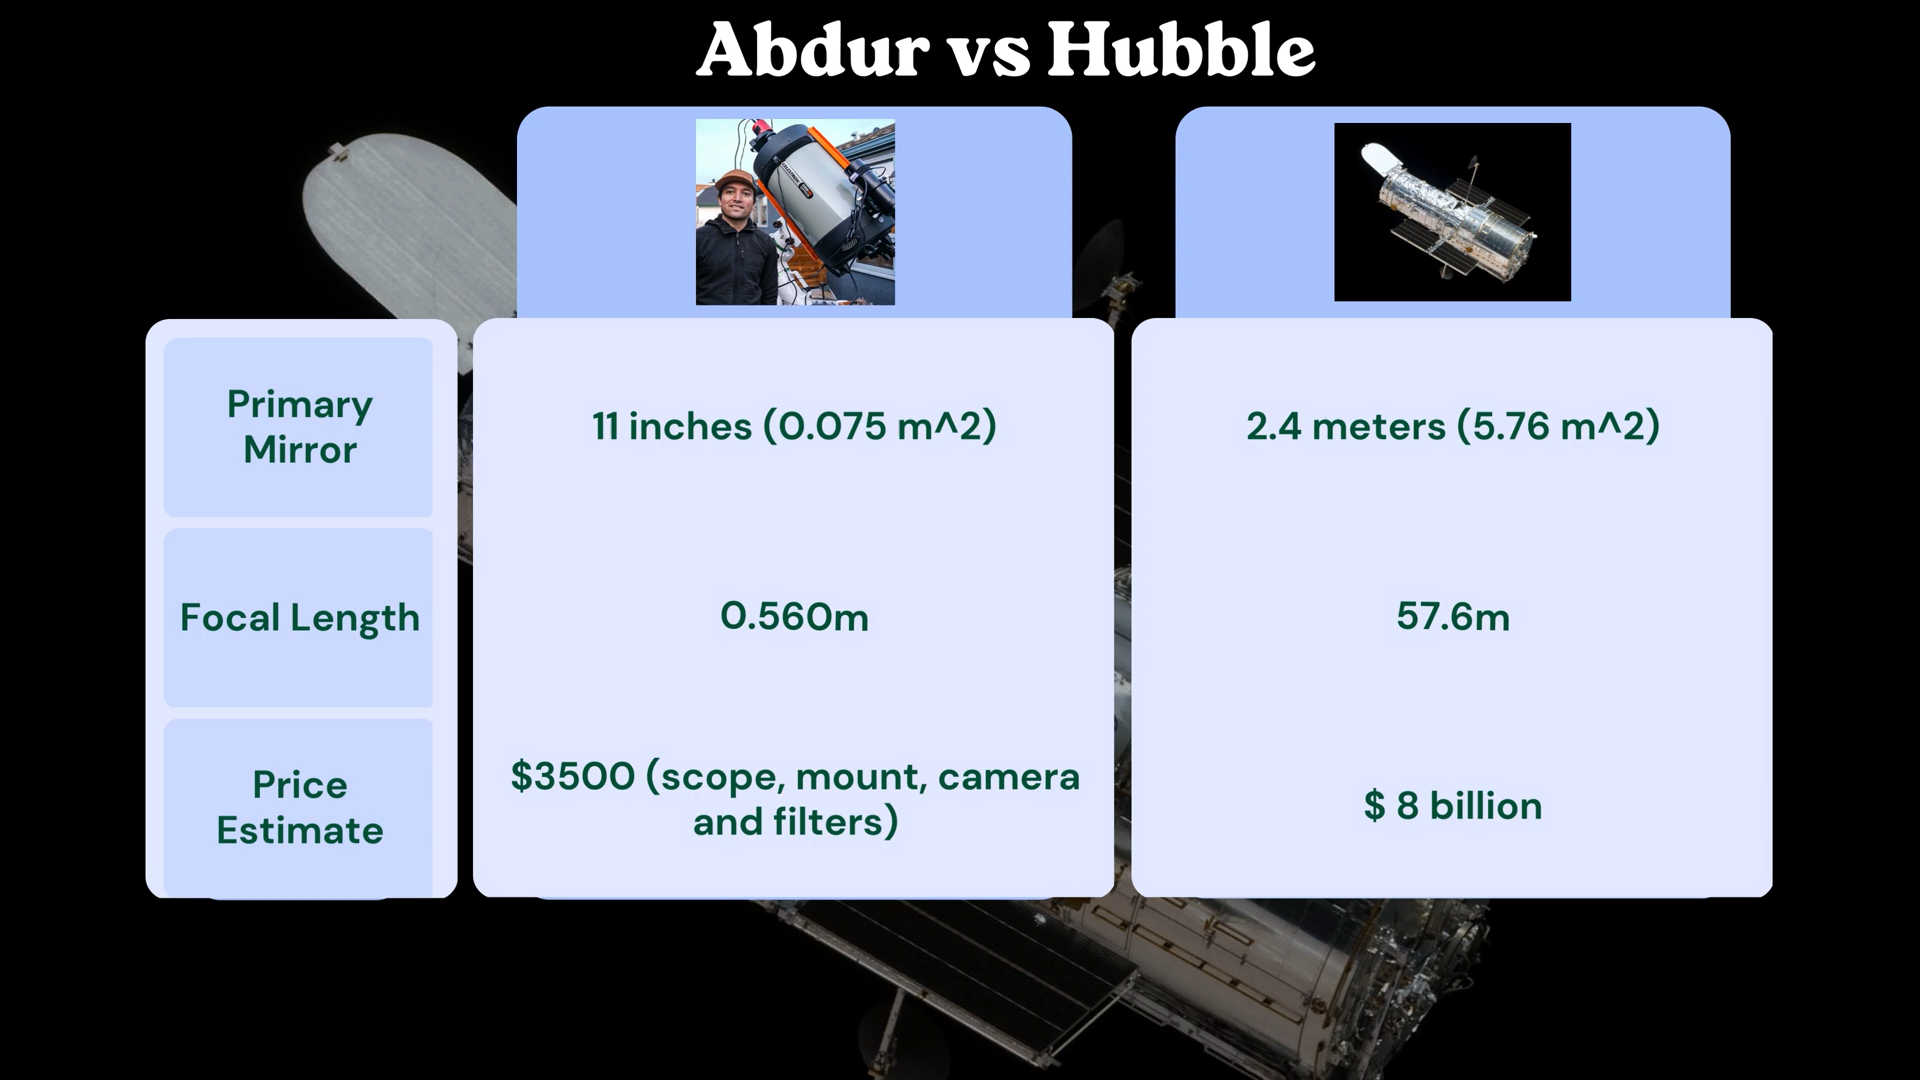 Abdur vs Hubble
CELESTRON
Primary
Mirror
11 inches (0.075 m^2)
2.4 meters (5.76 m^2)
Focal Length
0.560m
57.6m
Price
Estimate
$3500 (scope, mount, camera
and filters)
$ 8 billion